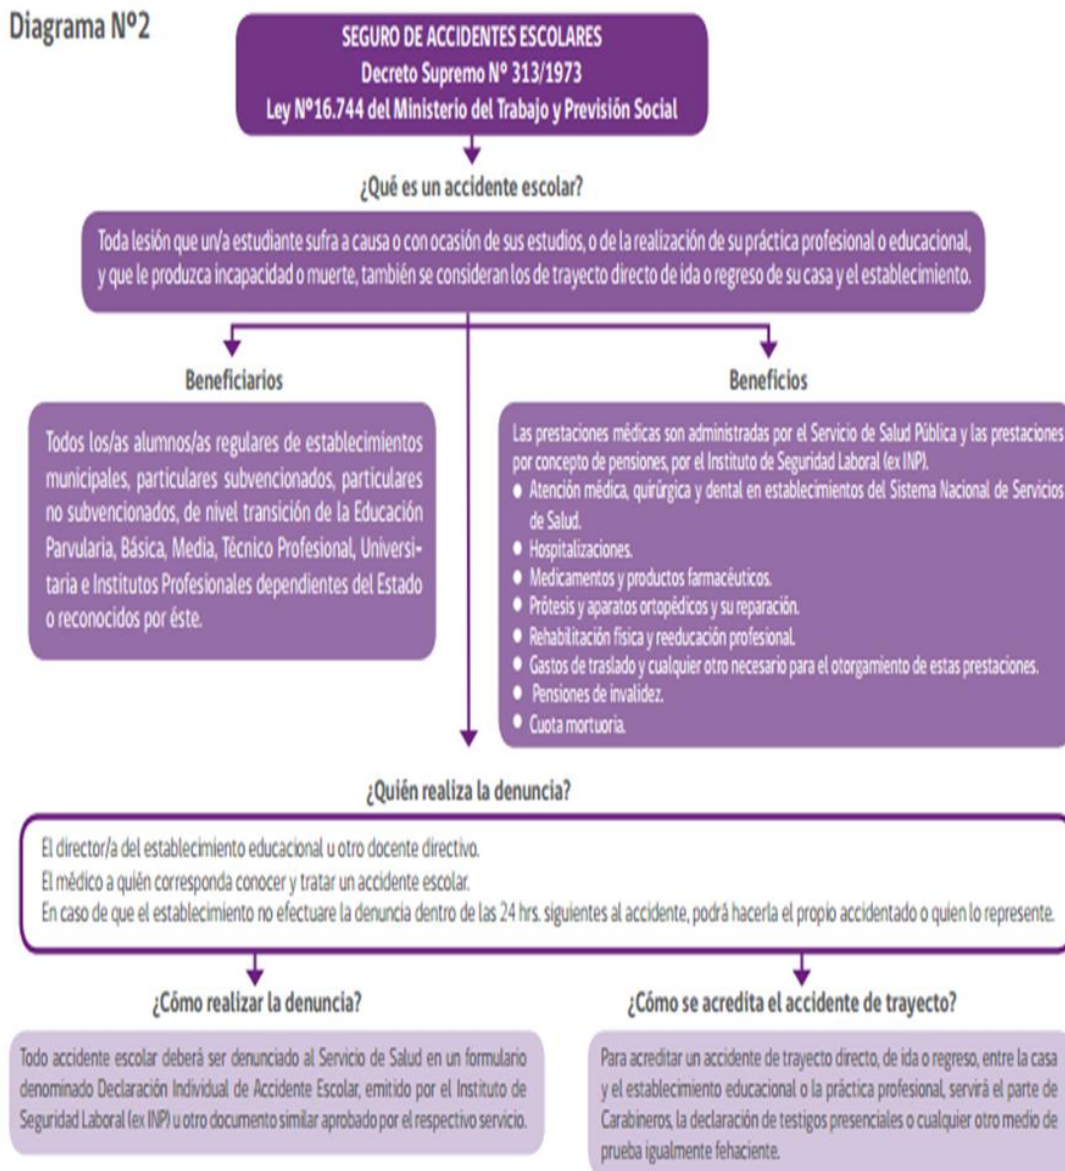 Diagrama Nº2
SEGURO DE ACCIDENTES ESCOLARES
Decreto Supremo Nº 313/1973
Ley Nº16.744 del Ministerio del Trabajo y Previsión Social
¿Qué es un accidente escolar?
Toda lesión que un/a estudiante sufra a causa o con ocasión de sus estudios, o de la realización de su práctica profesional o educacional,
y que le produzca incapacidad o muerte, también se consideran los de trayecto directo de ida o regreso de su casa y el establecimiento.
Beneficiarios
Todos los/as alumnos/as regulares de establecimientos
municipales, particulares subvencionados, particulares
no subvencionados, de nivel transición de la Educación
Parvularia, Básica, Media, Técnico Profesional, Universi-
taria e Institutos Profesionales dependientes del Estado
o reconocidos por éste.
Beneficios
Las prestaciones médicas son administradas por el Servicio de Salud Pública y las prestaciones
por concepto de pensiones, por el Instituto de Seguridad Laboral (ex INP).
● Atención médica, quirúrgica y dental en establecimientos del Sistema Nacional de Servicios
de Salud.
● Hospitalizaciones.
● Medicamentos y productos farmacéuticos.
● Prótesis y aparatos ortopédicos y su reparación.
● Rehabilitación física y reeducación profesional.
● Gastos de traslado y cualquier otro necesario para el otorgamiento de estas prestaciones.
● Pensiones de invalidez.
● Cuota mortuoria.
¿Quién realiza la denuncia?
El director/a del establecimiento educacional u otro docente directivo.
El médico a quién corresponda conocer y tratar un accidente escolar.
En caso de que el establecimiento no efectuare la denuncia dentro de las 24 hrs. siguientes al accidente, podrá hacerla el propio accidentado o quien lo represente.
¿Cómo realizar la denuncia?
Todo accidente escolar deberá ser denunciado al Servicio de Salud en un formulario
denominado Declaración Individual de Accidente Escolar, emitido por el Instituto de
Seguridad Laboral (ex INP) u otro documento similar aprobado por el respectivo servicio.
¿Cómo se acredita el accidente de trayecto?
Para acreditar un accidente de trayecto directo, de ida o regreso, entre la casa
y el establecimiento educacional o la práctica profesional, servirá el parte de
Carabineros, la declaración de testigos presenciales o cualquier otro medio de
prueba igualmente fehaciente.